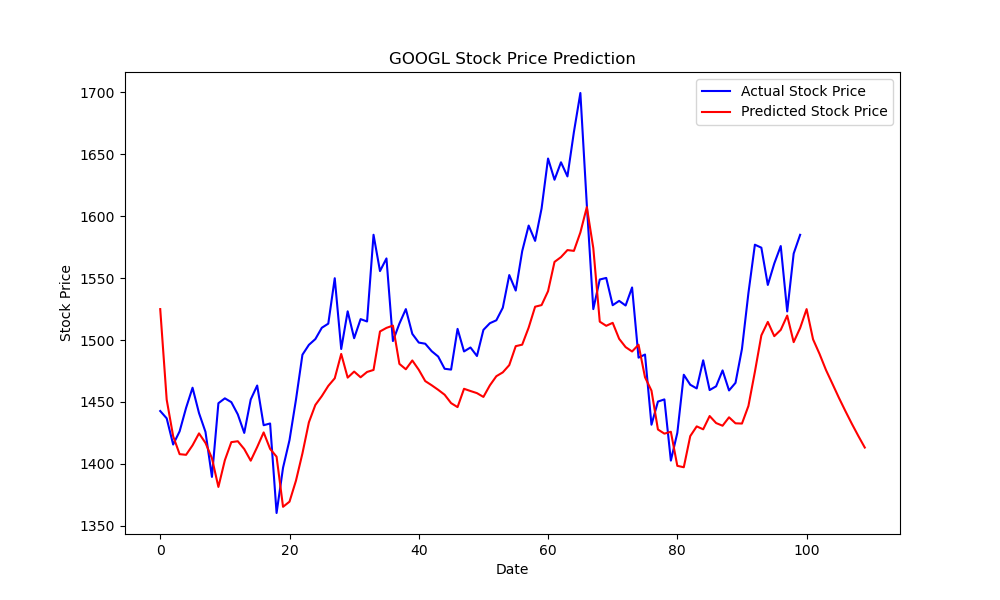 GOOGL Stock Price Prediction
Actual Stock Price
Predicted Stock Price
1700
1650
1600
1550
1500
1450
1400
1350
Stock Price
0 20 40 60 80 100
Date